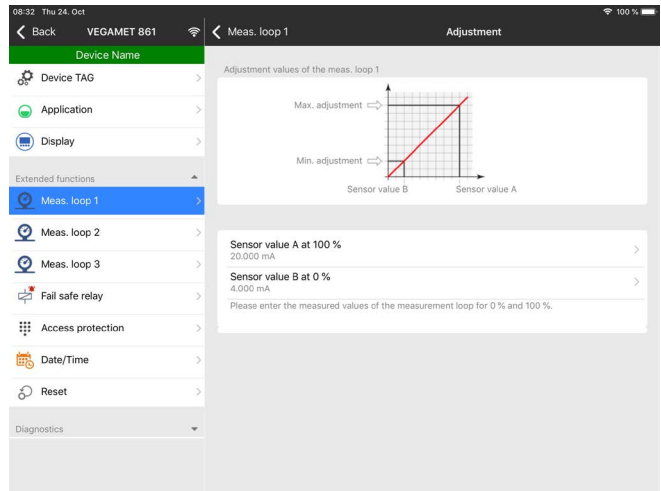 08:32 Thu 24. Oct
100 %
Back
VEGAMET 861
Meas. loop 1
Adjustment
Device Name
Device TAG
Application
Display
Extended functions
Meas. loop 1
Meas. loop 2
Meas. loop 3
Fail safe relay
Access protection
Date/Time
Reset
Diagnostics
Adjustment values of the meas. loop 1
Max. adjustment
Min. adjustment
Sensor value B
Sensor value A
Sensor value A at 100 %
20.000 mA
Sensor value B at 0 %
4.000 mA
Please enter the measured values of the measurement loop for 0 % and 100 %.